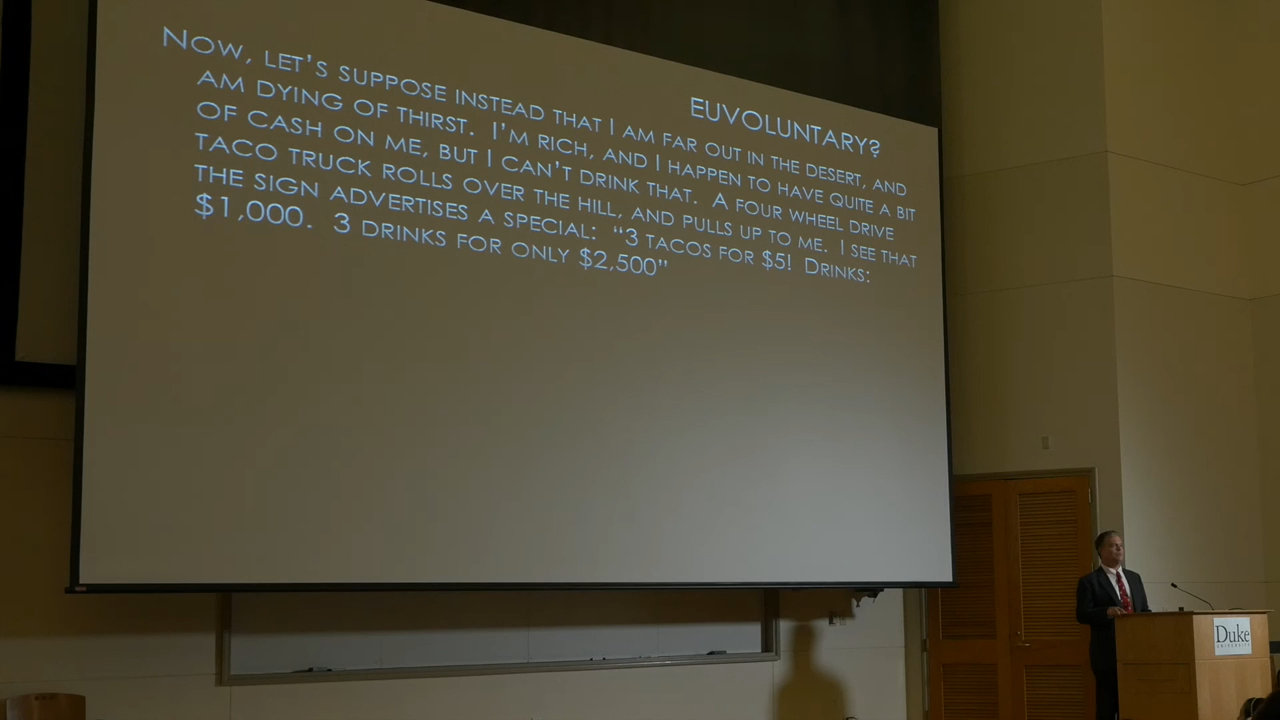 EUVOLUNTARY?
NOW, LET'S SUPPOSE INSTEAD THAT I AM FAR OUT IN THE DESERT, AND
AM DYING OF THIRST. I'M RICH, AND I HAPPEN TO HAVE QUITE A BIT
OF CASH ON ME, BUT I CAN'T DRINK THAT. A FOUR WHEEL DRIVE
TACO TRUCK ROLLS OVER THE HILL, AND PULLS UP TO ME. I SEE THAT
THE SIGN ADVERTISES A SPECIAL: "3 TACOS FOR $5! DRINKS:
$1,000. 3 DRINKS FOR ONLY $2,500"
Duke
UNIVERSITY